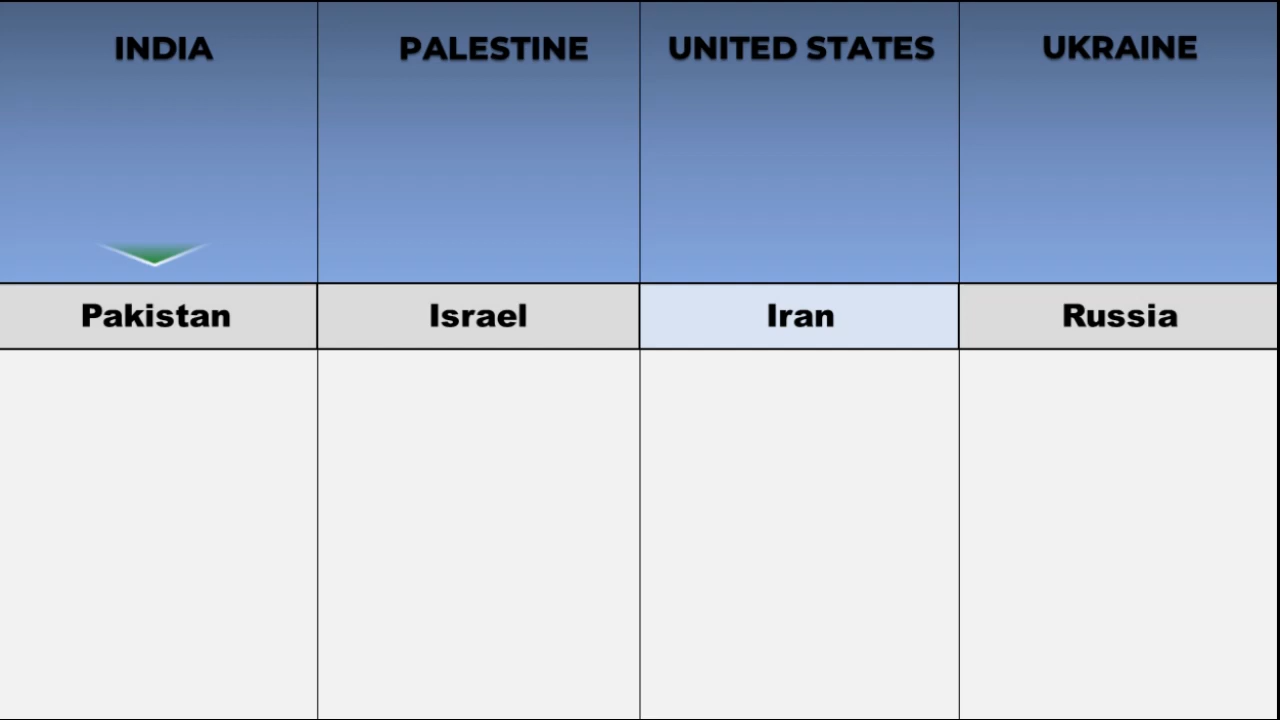 INDIA
PALESTINE
UNITED STATES
UKRAINE
Pakistan
Israel
Iran
Russia